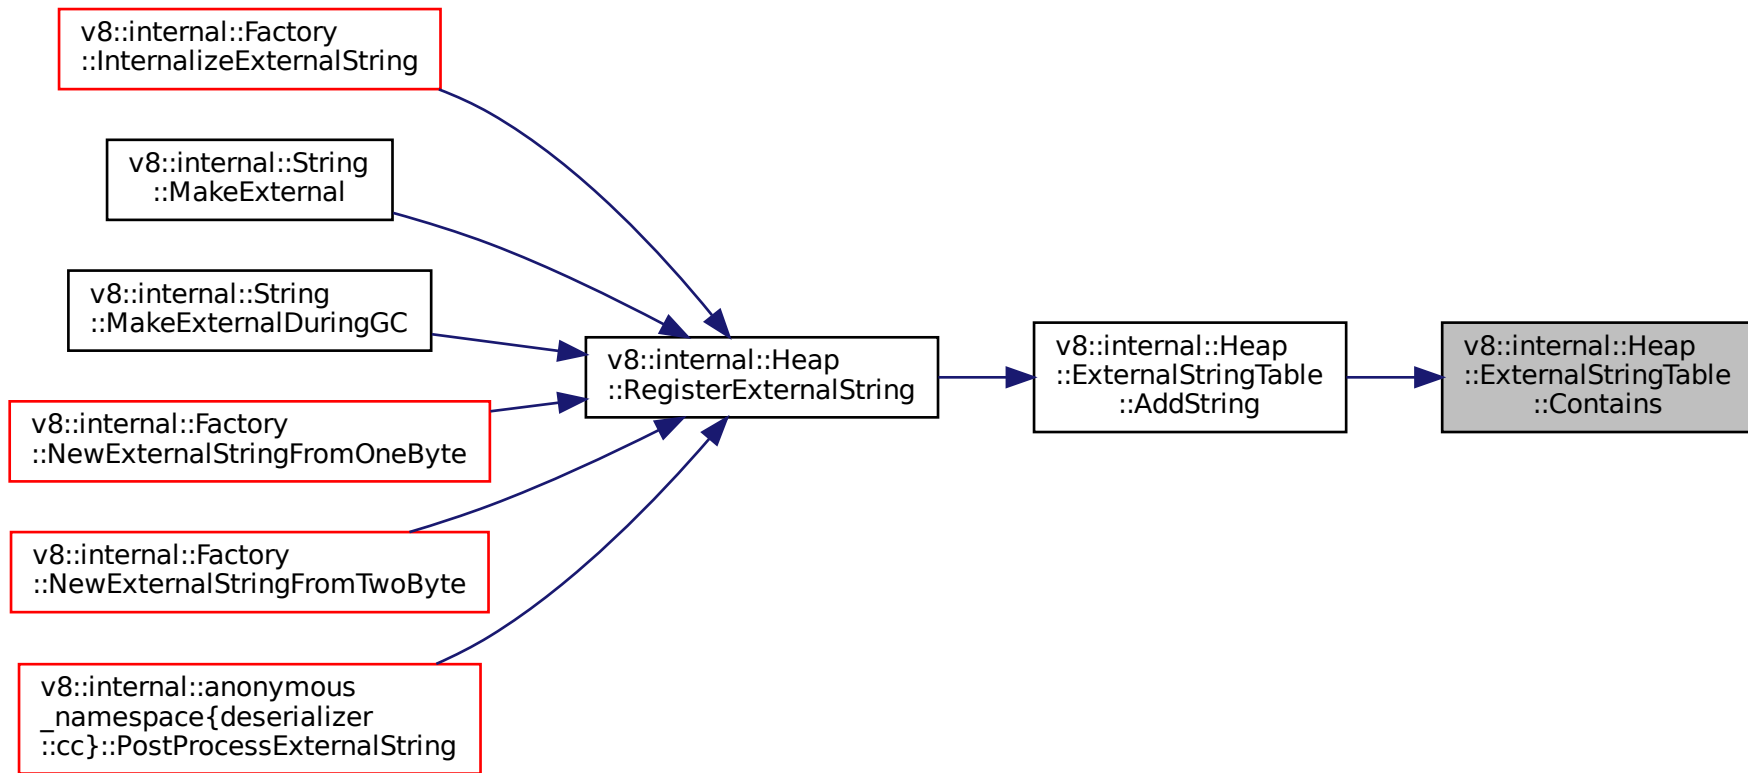 v8::internal::Factory
::InternalizeExternalString
v8::internal::String
::MakeExternal
v8::internal::String
::MakeExternalDuringGC
v8::internal::Factory
::NewExternalStringFromOneByte
v8::internal::Factory
::NewExternalStringFromTwoByte
v8::internal::anonymous
_namespace{deserializer
::cc}::PostProcessExternalString
v8::internal::Heap
::RegisterExternalString
v8::internal::Heap
::ExternalStringTable
::AddString
v8::internal::Heap
::ExternalStringTable
::Contains